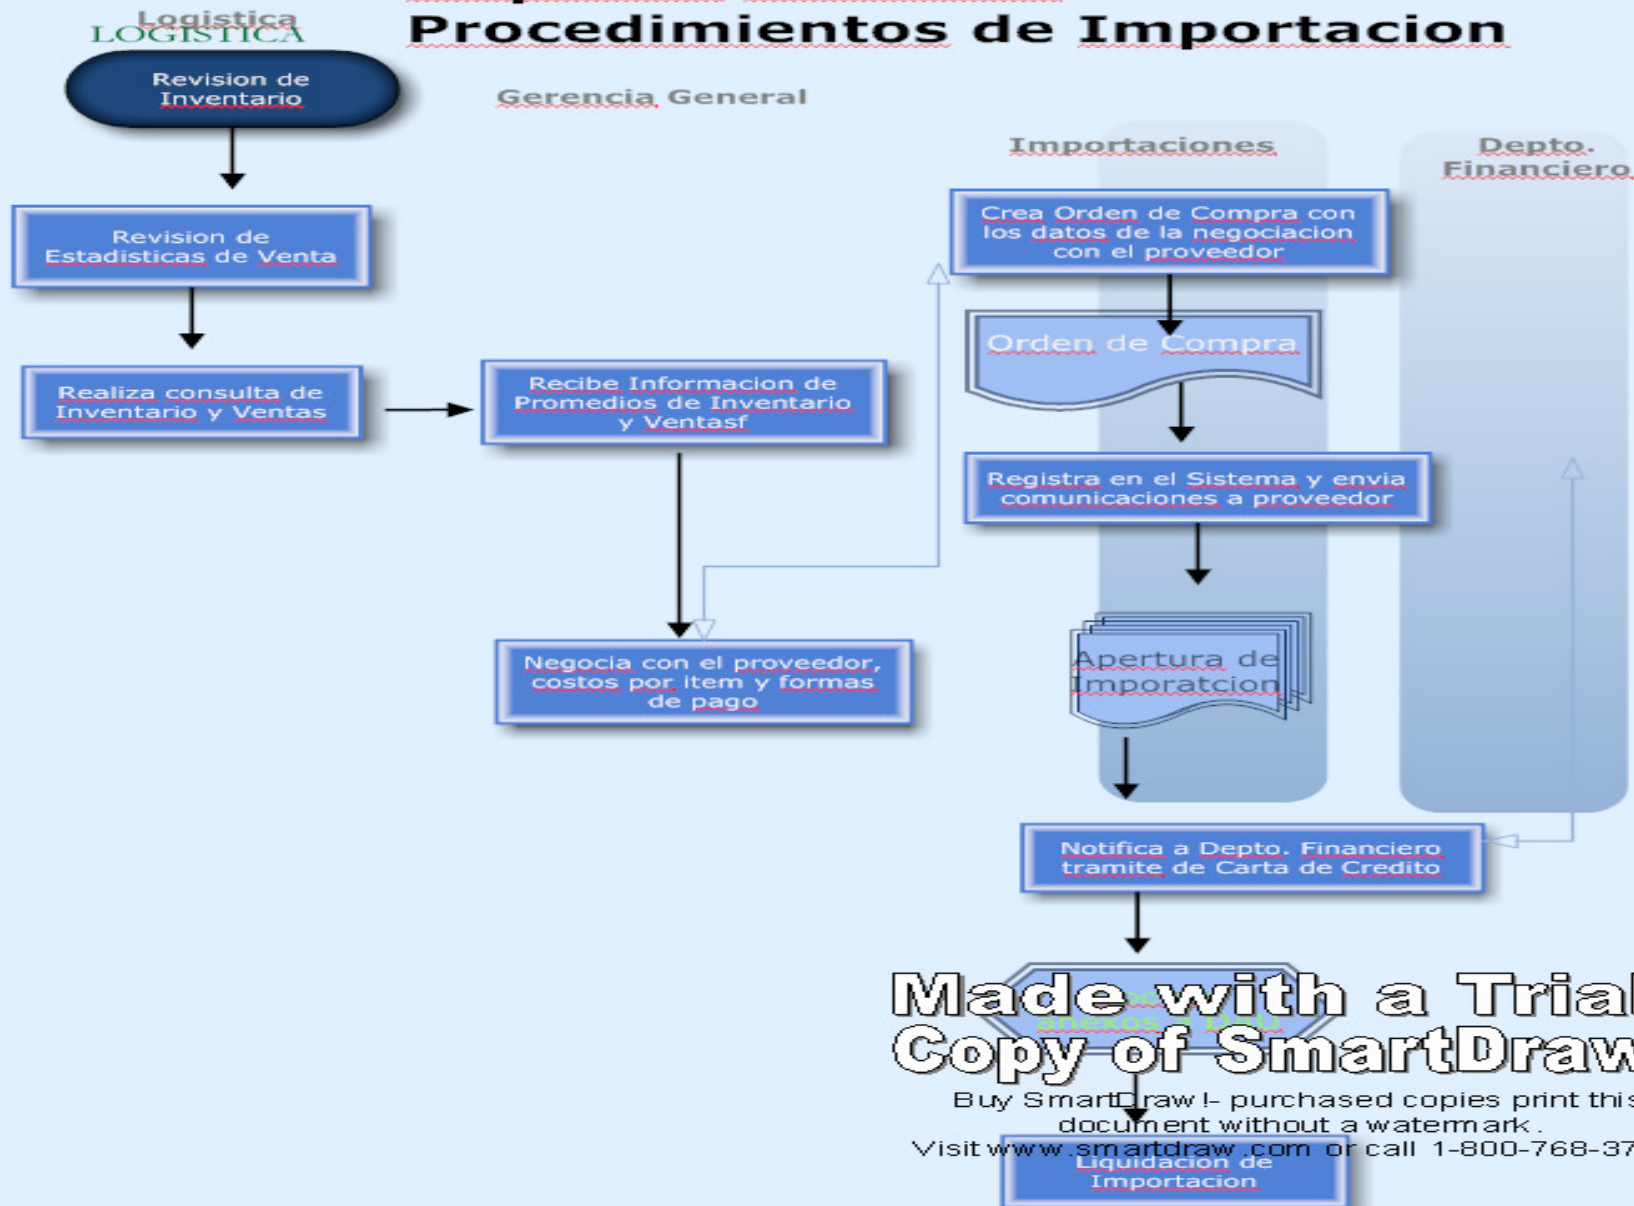 Logistica
LOGISTICA
Procedimientos de Importacion
Revision de
Inventario
Gerencia General
Importaciones
Depto.
Financiero
Revision de
Estadisticas de Venta
Crea Orden de Compra con
los datos de la negociacion
con el proveedor
Orden de Compra
Realiza consulta de
Inventario y Ventas
Recibe Informacion de
Promedios de Inventario
y Ventasf
Registra en el Sistema y envia
comunicaciones a proveedor
Negocia con el proveedor,
costos por item y formas
de pago
Apertura de
Imporatcion
Notifica a Depto. Financiero
tramite de Carta de Credito
anexos a
Made with a Trial
Copy of SmartDraw
Buy SmartDraw!- purchased copies print this
document without a watermark.
Visit www.smartdraw.com or call 1-800-768-37
Liquidacion de
Importacion